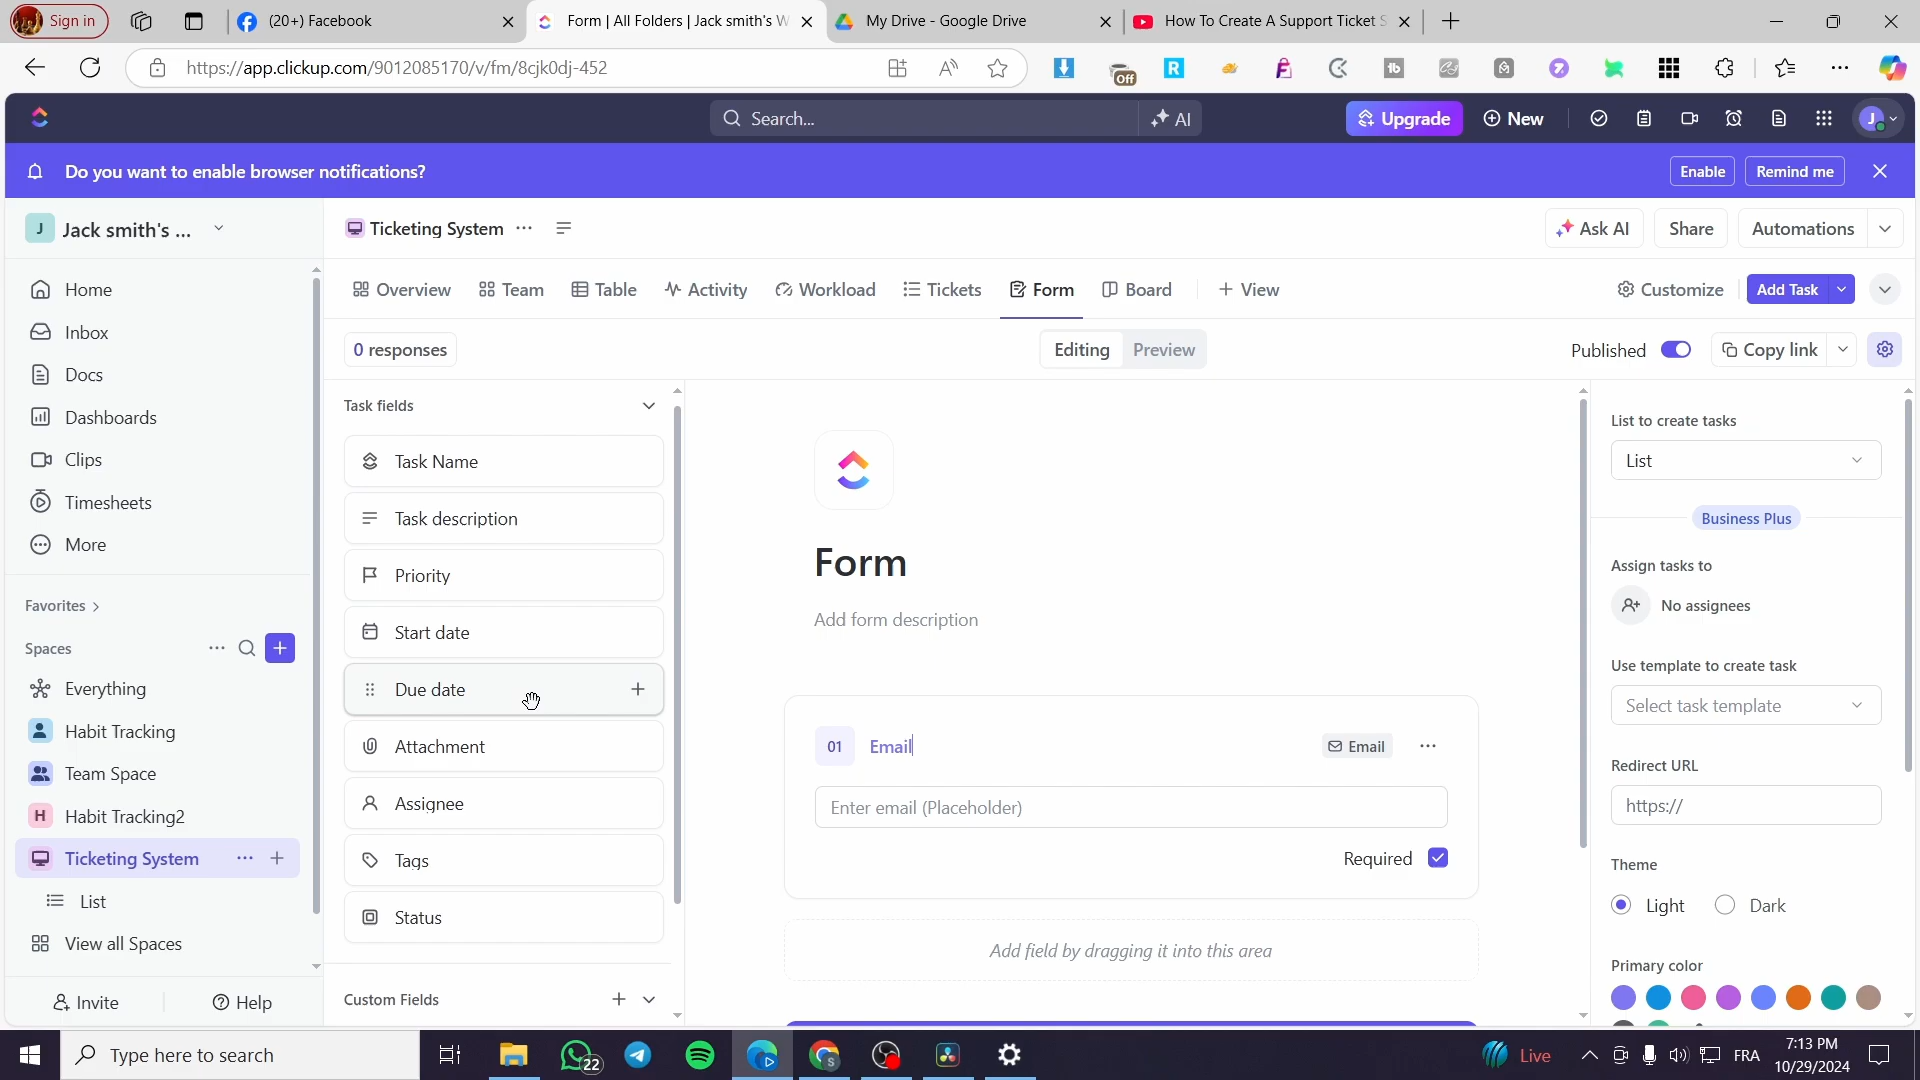 Sign in
(20+) Facebook
Form | All Folders | Jack smith's W
My Drive - Google Drive
How To Create A Support Ticket S
https://app.clickup.com/9012085170/v/fm/8cjk0dj-452
Off
Search...
AI
Upgrade
New
J
Do you want to enable browser notifications?
Enable
Remind me
J
Jack smith's ...
Ticketing System
Ask AI
Share
Automations
Home
Inbox
Docs
Dashboards
Clips
Timesheets
More
Favorites
Spaces
Everything
Habit Tracking
Team Space
H
Habit Tracking2
Ticketing System
List
View all Spaces
Invite
Help
Overview
Team
Table
Activity
Workload
Tickets
Form
Board
+ View
Customize
Add Task
0 responses
Editing
Preview
Published
Copy link
Task fields
Task Name
Task description
Priority
Start date
Due date
Attachment
Assignee
Tags
Status
Custom Fields
Form
Add form description
01
Email
Email
Enter email (Placeholder)
Required
Add field by dragging it into this area
List to create tasks
List
Business Plus
Assign tasks to
No assignees
Use template to create task
Select task template
Redirect URL
https://
Theme
Light
Dark
Primary color
Type here to search
22
Live
FRA
7:13 PM
10/29/2024